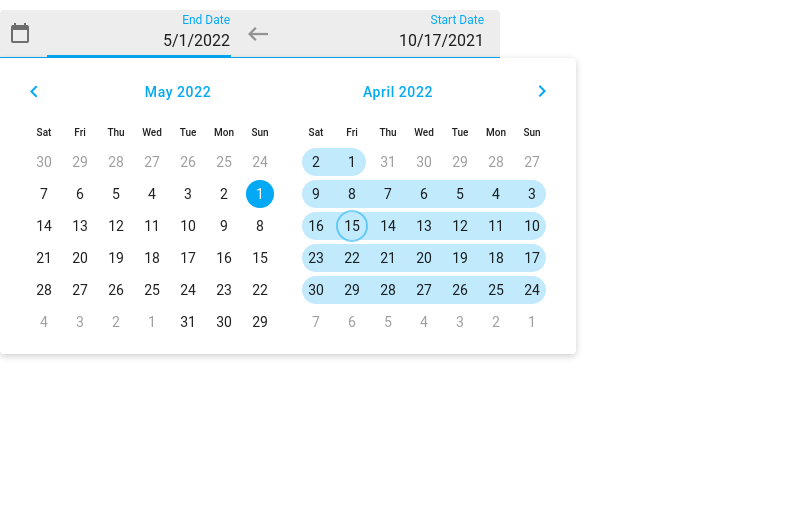 End Date Start Date
5/1/2022 10/17/2021
May 2022 April 2022
Sat Fri Thu Wed Tue Mon Sun Sat Fri Thu Wed Tue Mon Sun
30 29 28 27 26 25 24 2 1 31 30 29 28 27
7 6 5 4 3 2 1 9 8 7 6 5 4 3
14 13 12 11 10 9 8 16 15 14 13 12 11 10
21 20 19 18 17 16 15 23 22 21 20 19 18 17
28 27 26 25 24 23 22 30 29 28 27 26 25 24
4 3 2 1 31 30 29 7 6 5 4 3 2 1